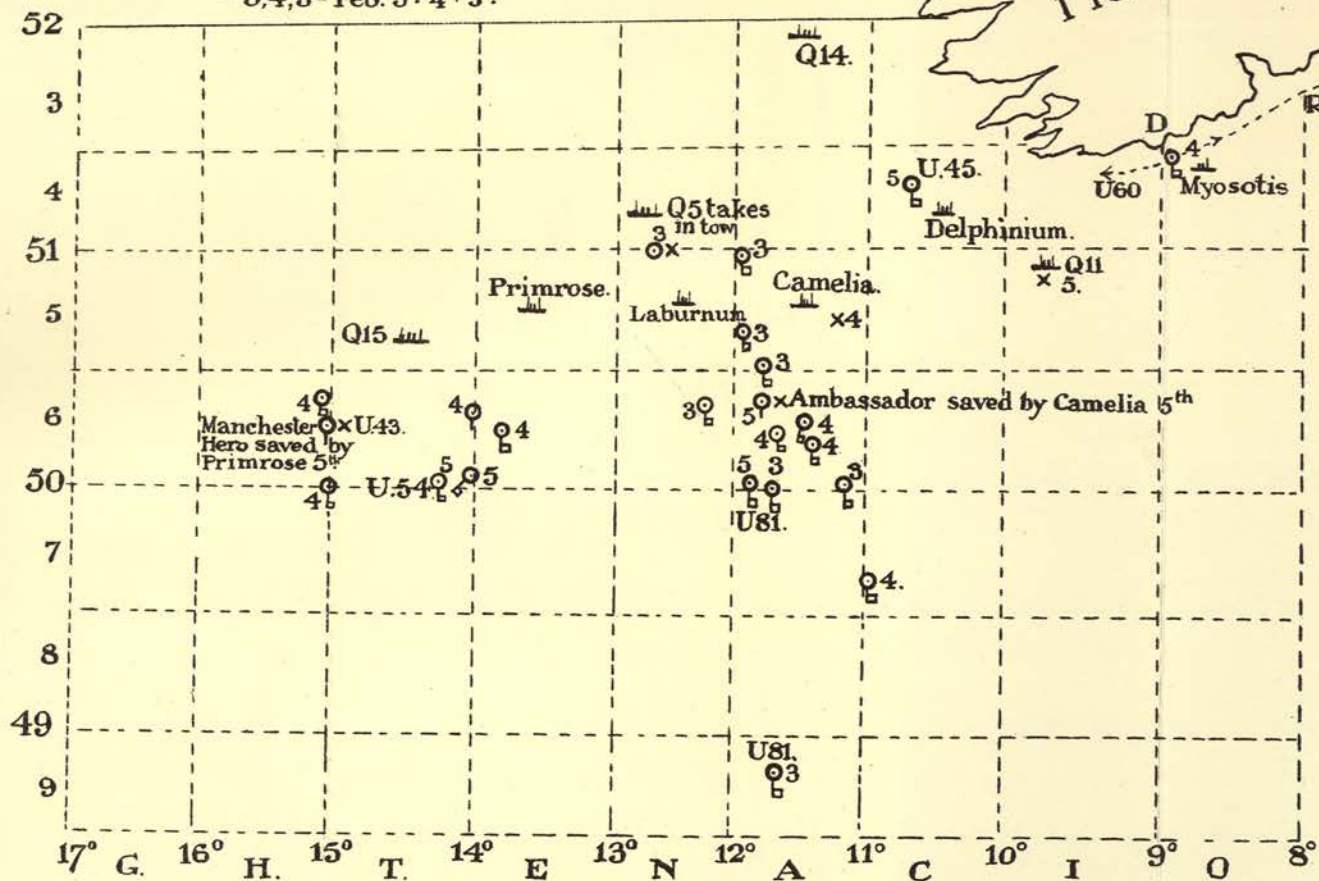 5, 4, 3 - Feb. 5. 4. 3.
52
Q14.
3
D
4
R
4
5 U.45.
U60
Myosotis
Q5 takes
in tow
Delphinium.
51
3
3
Q11
5.
Primrose.
Camelia.
5
Laburnum
4
Q15
3
3
4
4
3
Ambassador saved by Camelia 5th
5
6
Manchester
U.43.
4
4
4
4
Hero saved by
Primrose 5th
5
5
5
3
3
50
U.54.
4
U81.
7
4.
8
49
U81.
3
9
17° G. 16° H. 15° T. 14° E 13° N 12° A 11° C 10° I 9° O 8°